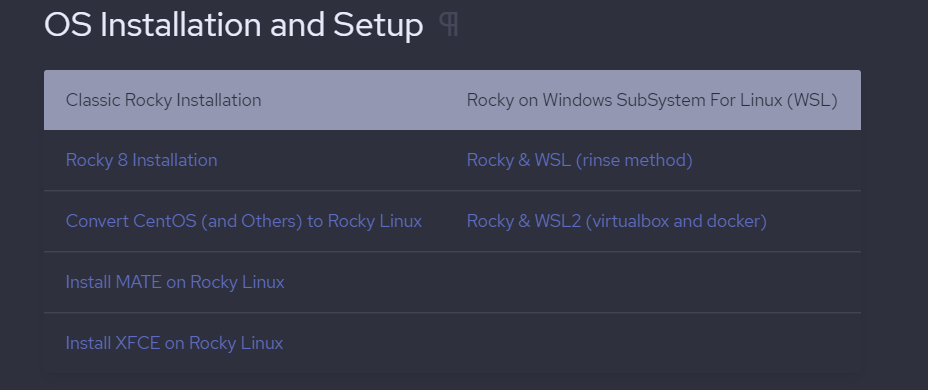 OS Installation and Setup ¶
Classic Rocky Installation Rocky on Windows SubSystem For Linux (WSL)
Rocky 8 Installation Rocky & WSL (rinse method)
Convert CentOS (and Others) to Rocky Linux Rocky & WSL2 (virtualbox and docker)
Install MATE on Rocky Linux
Install XFCE on Rocky Linux